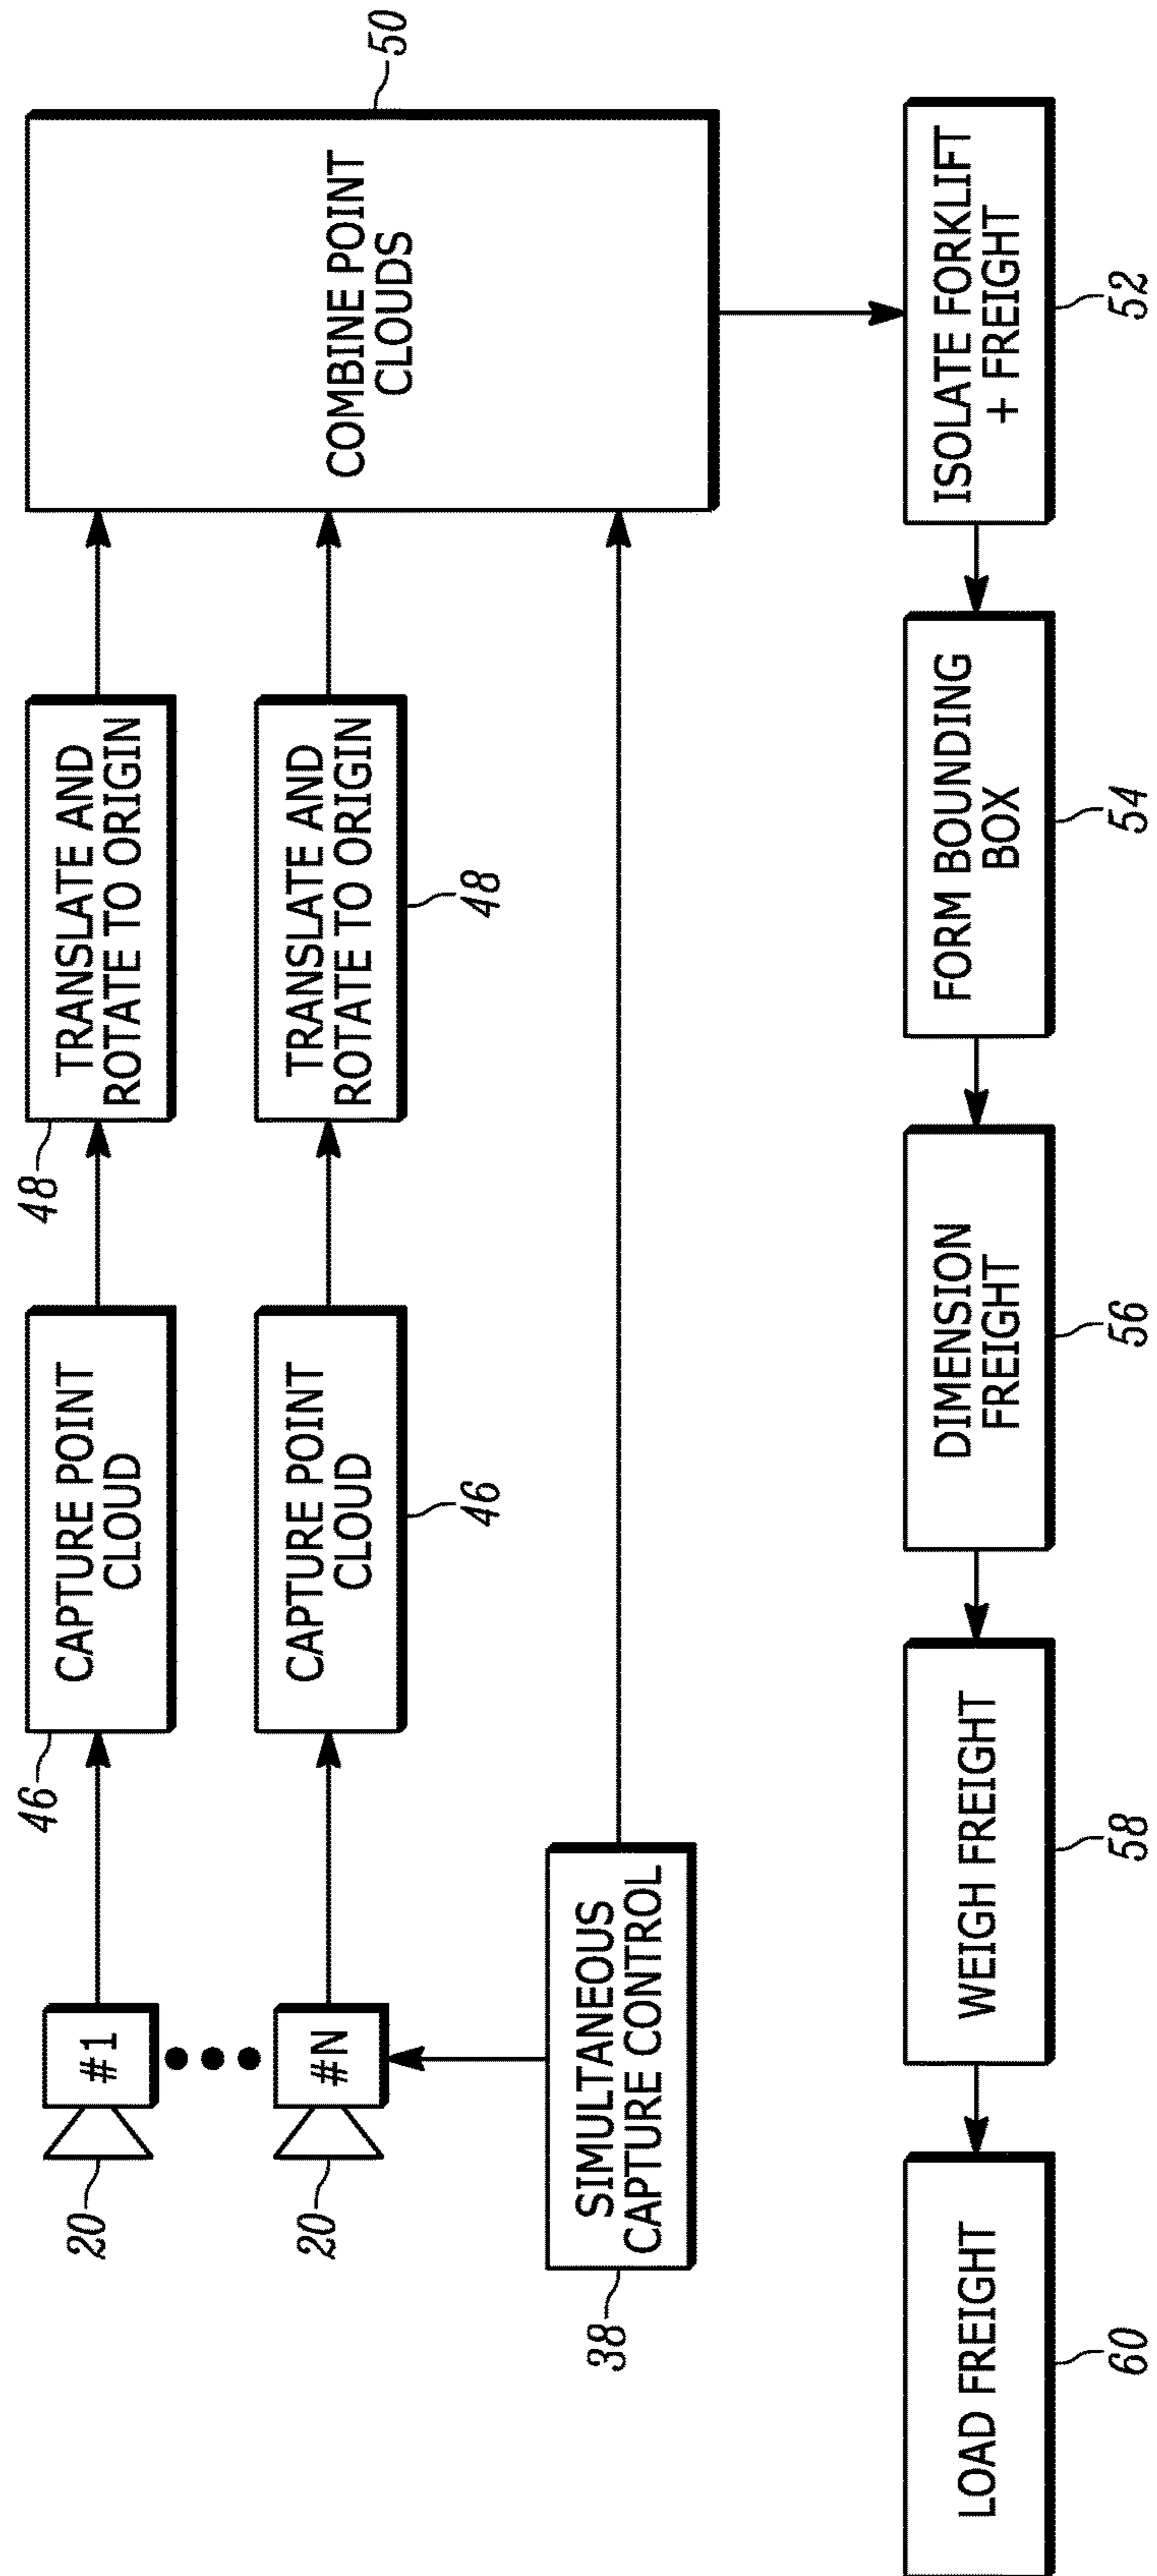 #1
20
46
CAPTURE POINT
CLOUD
48
TRANSLATE AND
ROTATE TO ORIGIN
#N
20
CAPTURE POINT
CLOUD
46
TRANSLATE AND
ROTATE TO ORIGIN
48
SIMULTANEOUS
CAPTURE CONTROL
38
COMBINE POINT
CLOUDS
50
ISOLATE FORKLIFT
+ FREIGHT
52
FORM BOUNDING
BOX
54
DIMENSION
FREIGHT
56
WEIGH FREIGHT
58
LOAD FREIGHT
60